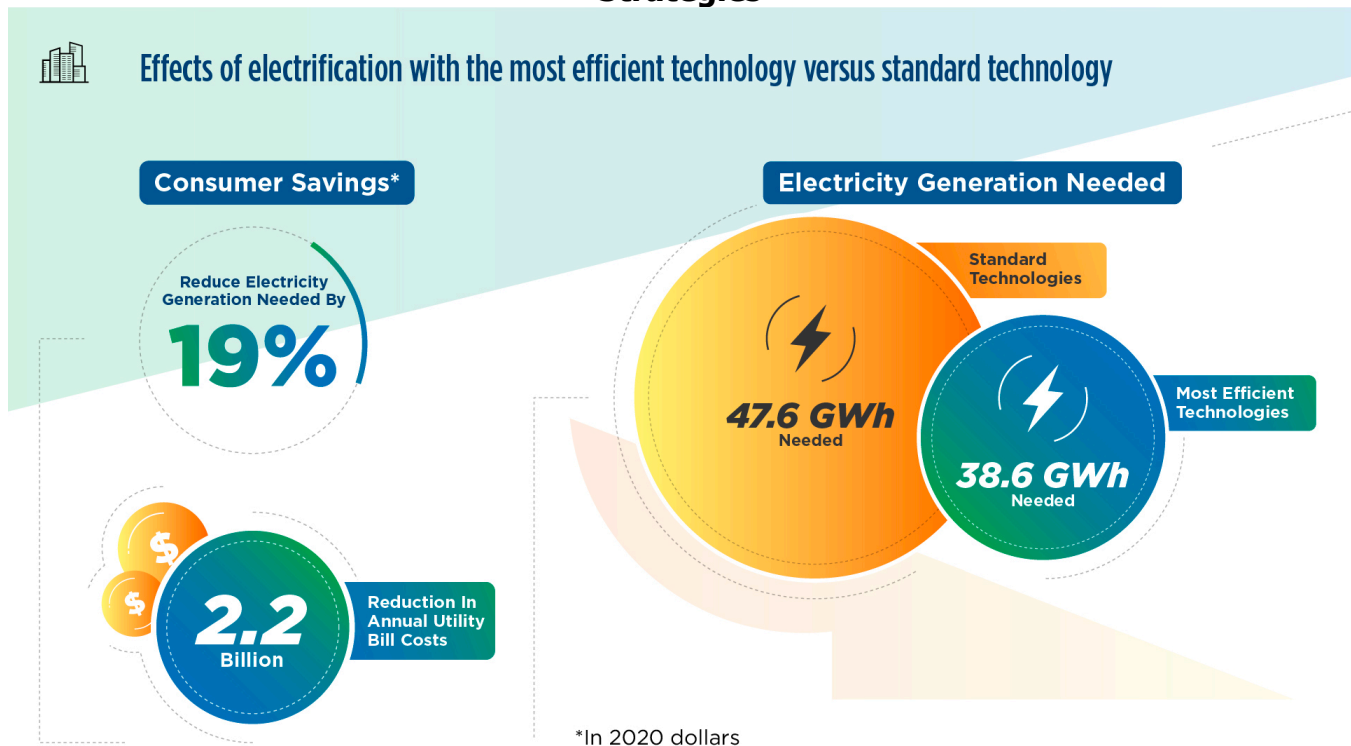 Strategies
Effects of electrification with the most efficient technology versus standard technology
Consumer Savings*
Reduce Electricity
Generation Needed By
19%
$
$
2.2
Billion
Reduction In
Annual Utility
Bill Costs
Electricity Generation Needed
Standard
Technologies
47.6 GWh
Needed
Most Efficient
Technologies
38.6 GWh
Needed
*In 2020 dollars